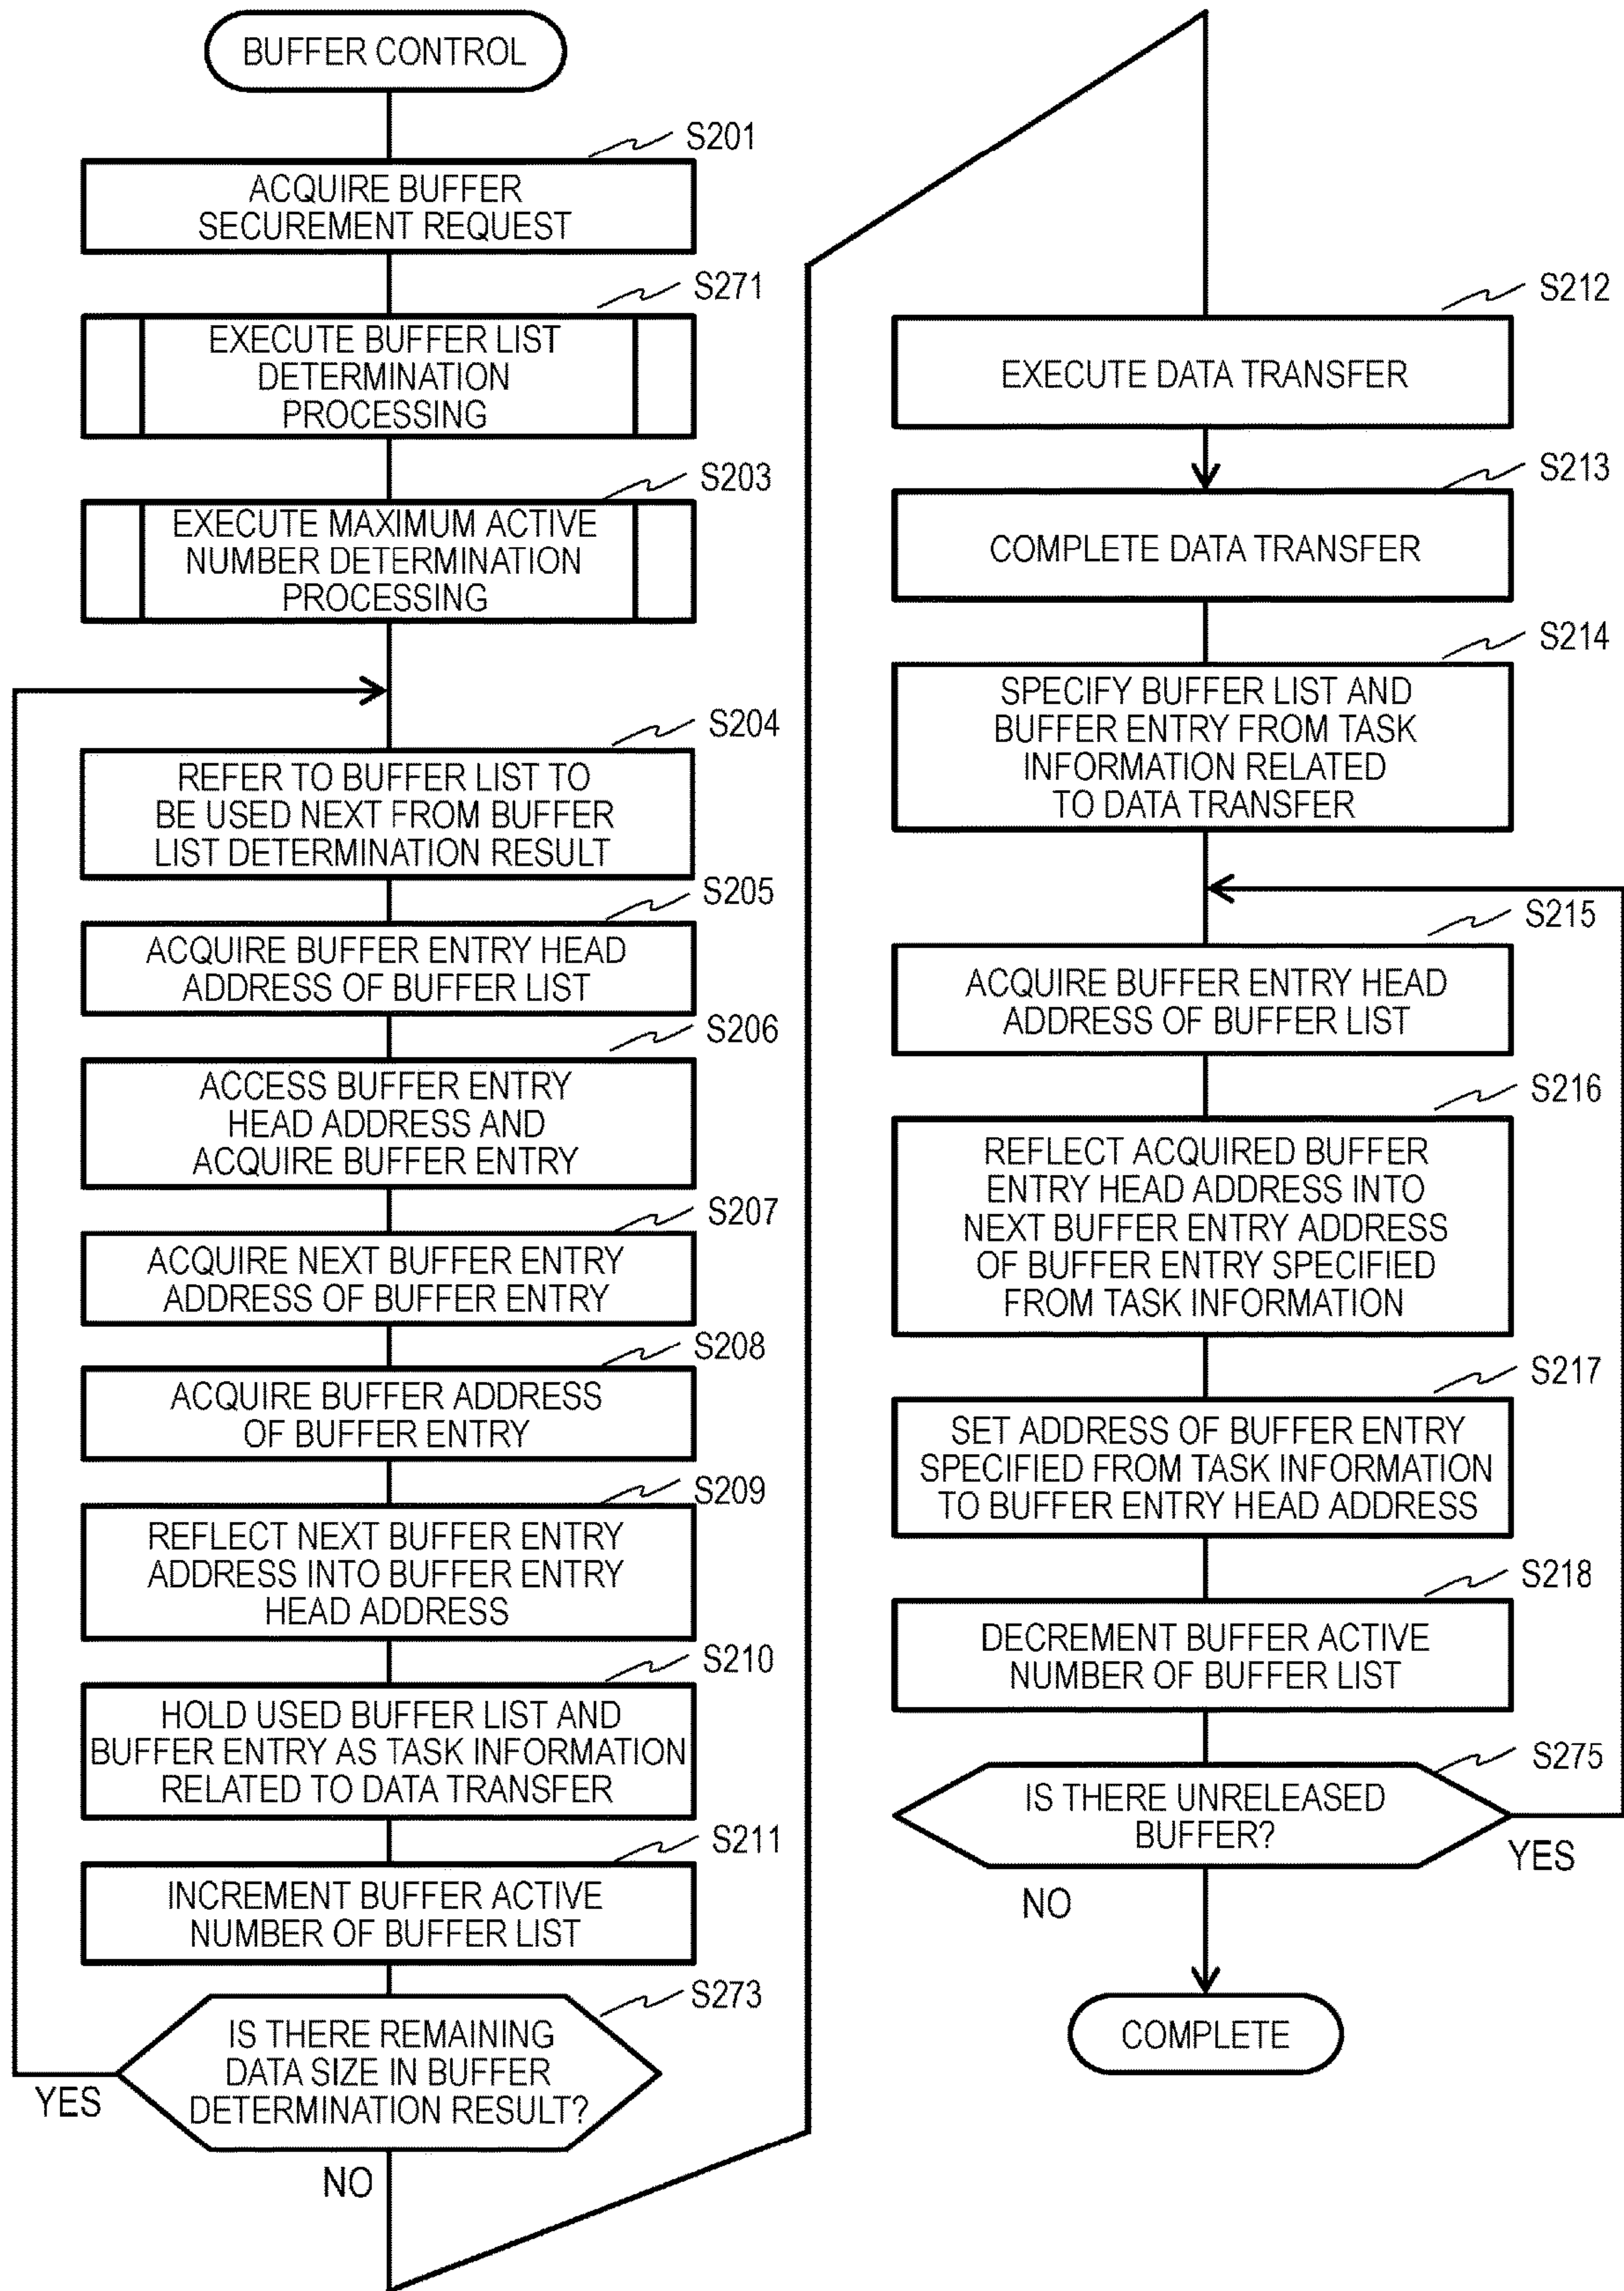 BUFFER CONTROL
S201
ACQUIRE BUFFER
SECUREMENT REQUEST
S271
EXECUTE BUFFER LIST
DETERMINATION
PROCESSING
S203
EXECUTE MAXIMUM ACTIVE
NUMBER DETERMINATION
PROCESSING
S204
REFER TO BUFFER LIST TO
BE USED NEXT FROM BUFFER
LIST DETERMINATION RESULT
S205
ACQUIRE BUFFER ENTRY HEAD
ADDRESS OF BUFFER LIST
S206
ACCESS BUFFER ENTRY
HEAD ADDRESS AND
ACQUIRE BUFFER ENTRY
S207
ACQUIRE NEXT BUFFER ENTRY
ADDRESS OF BUFFER ENTRY
S208
ACQUIRE BUFFER ADDRESS
OF BUFFER ENTRY
S209
REFLECT NEXT BUFFER ENTRY
ADDRESS INTO BUFFER ENTRY
HEAD ADDRESS
S210
HOLD USED BUFFER LIST AND
BUFFER ENTRY AS TASK INFORMATION
RELATED TO DATA TRANSFER
S211
INCREMENT BUFFER ACTIVE
NUMBER OF BUFFER LIST
S273
IS THERE REMAINING
DATA SIZE IN BUFFER
DETERMINATION RESULT?
YES
NO
S212
EXECUTE DATA TRANSFER
S213
COMPLETE DATA TRANSFER
S214
SPECIFY BUFFER LIST AND
BUFFER ENTRY FROM TASK
INFORMATION RELATED
TO DATA TRANSFER
S215
ACQUIRE BUFFER ENTRY HEAD
ADDRESS OF BUFFER LIST
S216
REFLECT ACQUIRED BUFFER
ENTRY HEAD ADDRESS INTO
NEXT BUFFER ENTRY ADDRESS
OF BUFFER ENTRY SPECIFIED
FROM TASK INFORMATION
S217
SET ADDRESS OF BUFFER ENTRY
SPECIFIED FROM TASK INFORMATION
TO BUFFER ENTRY HEAD ADDRESS
S218
DECREMENT BUFFER ACTIVE
NUMBER OF BUFFER LIST
S275
IS THERE UNRELEASED
BUFFER?
YES
NO
COMPLETE